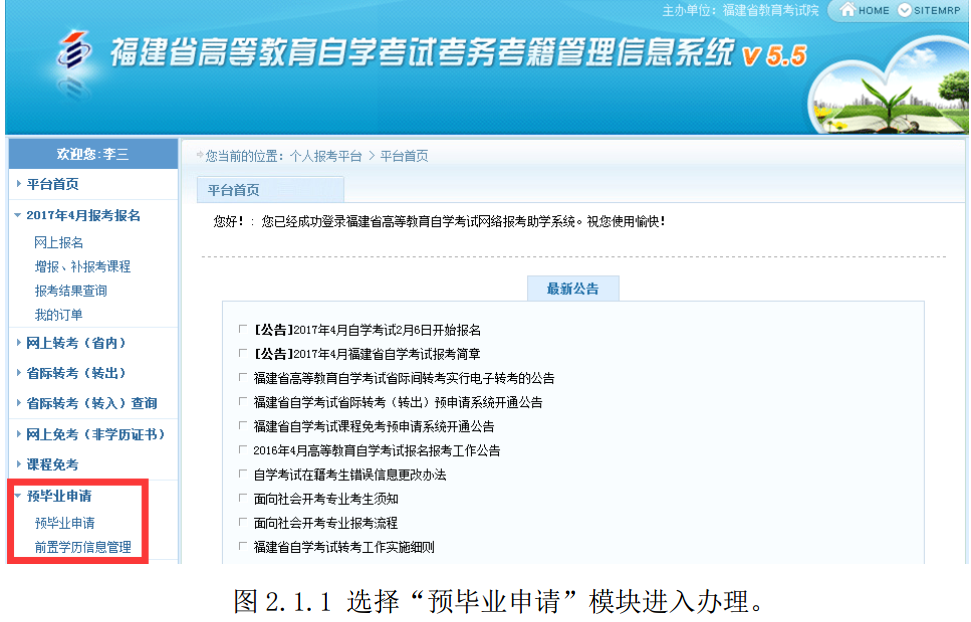 主办单位：福建省教育考试院 HOME SITEMRP
福建省高等教育自学考试考务考籍管理信息系统 v 5.5
欢迎您:李三
您当前的位置：个人报考平台 > 平台首页
平台首页
平台首页
您好！：您已经成功登录福建省高等教育自学考试网络报考助学系统。祝您使用愉快！
2017年4月报考报名
网上报名
增报、补报考课程
报考结果查询
我的订单
网上转考（省内）
省际转考（转出）
省际转考（转入）查询
网上免考（非学历证书）
课程免考
预毕业申请
预毕业申请
前置学历信息管理
最新公告
【公告】2017年4月自学考试2月6日开始报名
【公告】2017年4月福建省自学考试报考简章
福建省高等教育自学考试省际间转考实行电子转考的公告
福建省自学考试省际转考（转出）预申请系统开通公告
福建省自学考试课程免考预申请系统开通公告
2016年4月高等教育自学考试报名报考工作公告
自学考试在籍考生错误信息更改办法
面向社会开考专业考生须知
面向社会开考专业报考流程
福建省自学考试转考工作实施细则
图 2.1.1 选择“预毕业申请”模块进入办理。